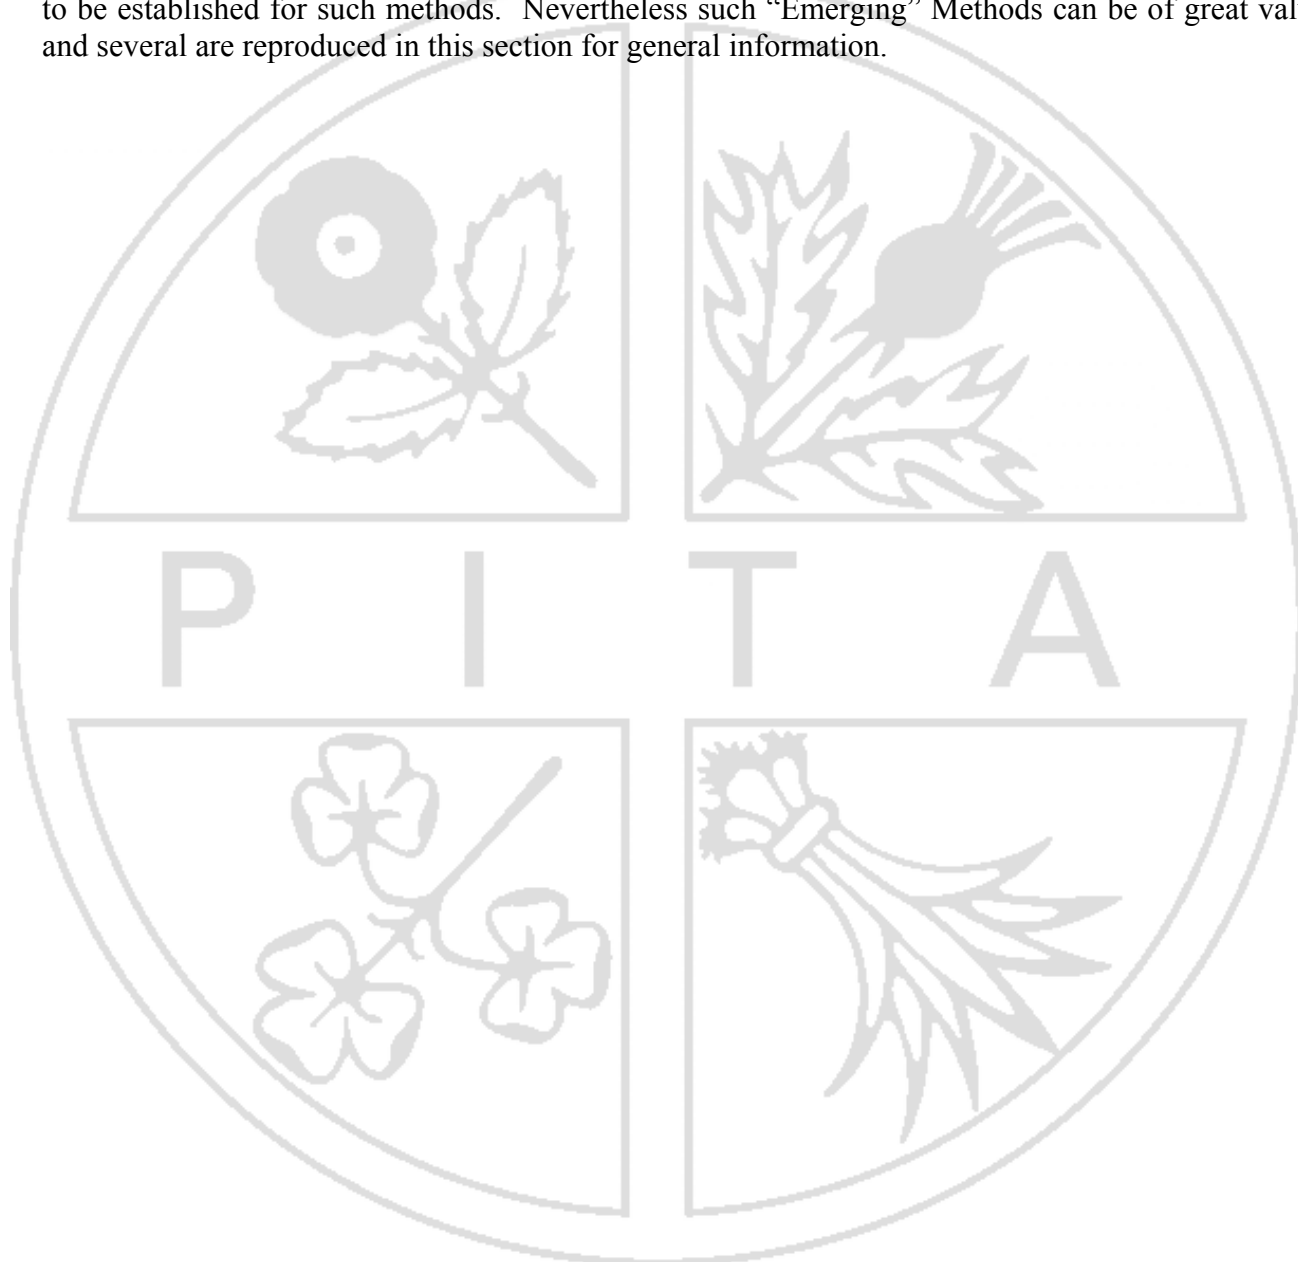 to be established for such methods.  Nevertheless such “Emerging” Methods can be of great val
and several are reproduced in this section for general information.
P I T A